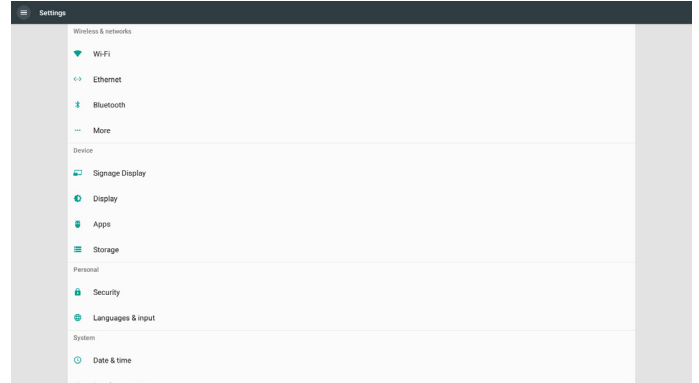 Settings
Wireless & networks
Wi-Fi
Ethernet
Bluetooth
More
Device
Signage Display
Display
Apps
Storage
Personal
Security
Languages & input
System
Date & time